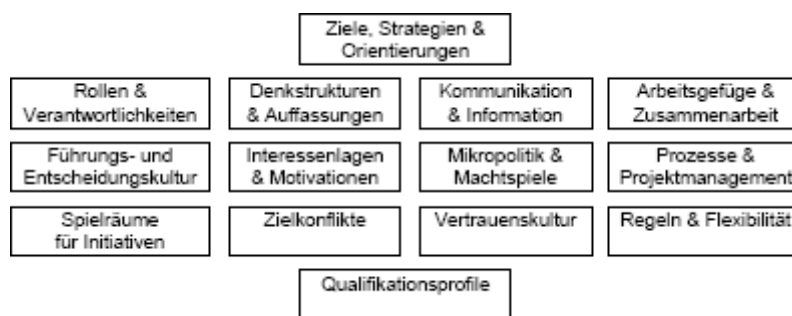 Ziele, Strategien &
Orientierungen
Rollen &
Verantwortlichkeiten
Denkstrukturen
& Auffassungen
Kommunikation
& Information
Arbeitsgefüge &
Zusammenarbeit
Führungs- und
Entscheidungskultur
Interessenlagen
& Motivationen
Mikropolitik &
Machtspiele
Prozesse &
Projektmanagement
Spielräume
für Initiativen
Zielkonflikte
Vertrauenskultur
Regeln & Flexibilität
Qualifikationsprofile